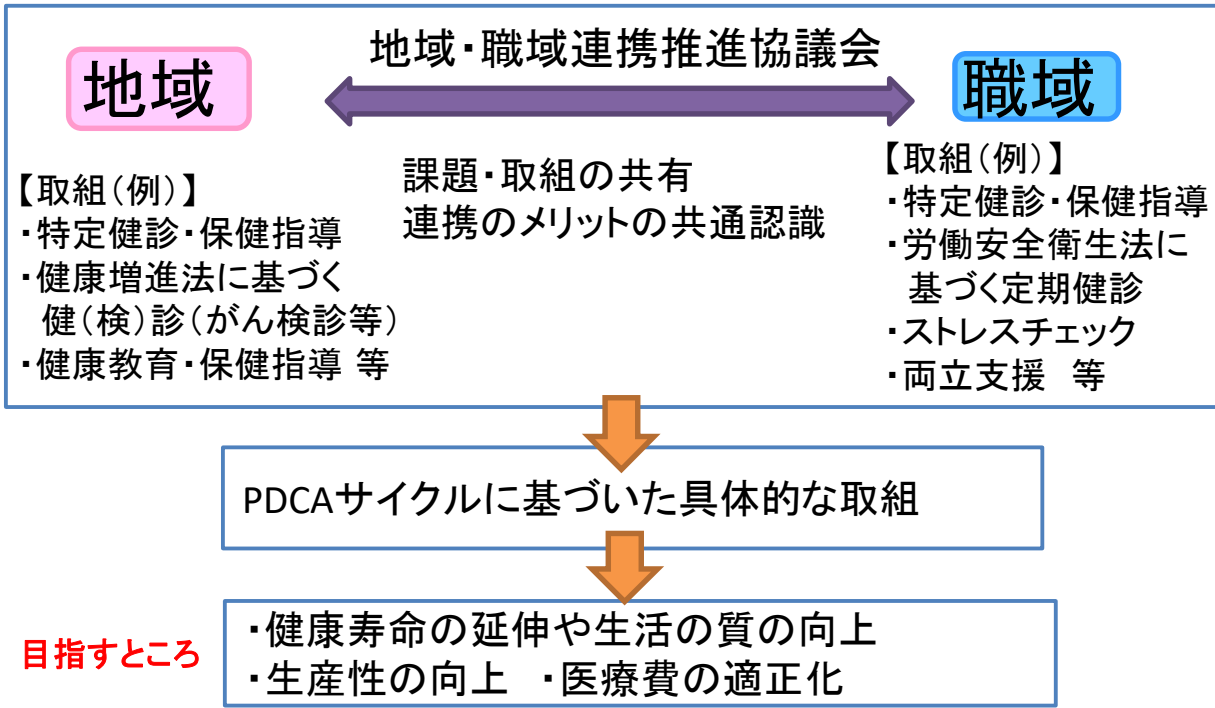 地域・職域連携推進協議会
地域
職域
【取組(例)】
・特定健診・保健指導
・健康増進法に基づく
健(検)診(がん検診等)
・健康教育・保健指導 等
課題・取組の共有
連携のメリットの共通認識
【取組(例)】
・特定健診・保健指導
・労働安全衛生法に
基づく定期健診
・ストレスチェック
・両立支援 等
PDCAサイクルに基づいた具体的な取組
目指すところ
・健康寿命の延伸や生活の質の向上
・生産性の向上 ・医療費の適正化